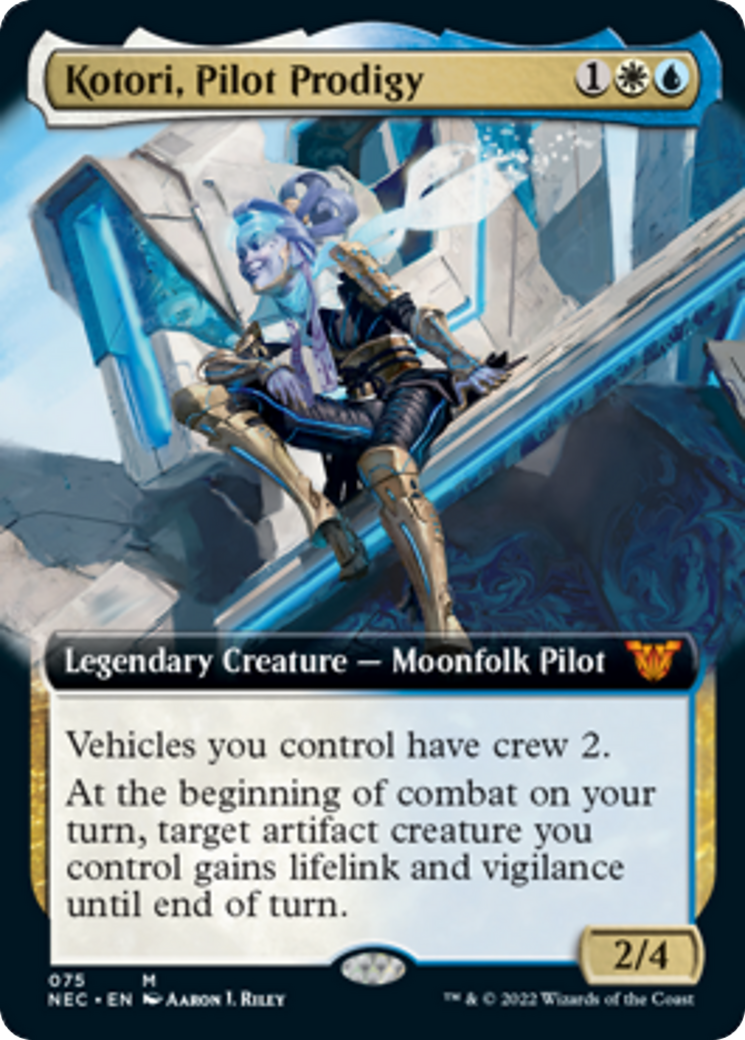 Kotori, Pilot Prodigy 1
Legendary Creature — Moonfolk Pilot
Vehicles you control have crew 2.
At the beginning of combat on your
turn, target artifact creature you
control gains lifelink and vigilance
until end of turn.
2/4
075 M
NEC • EN Aaron J. Riley ™ & © 2022 Wizards of the Coast